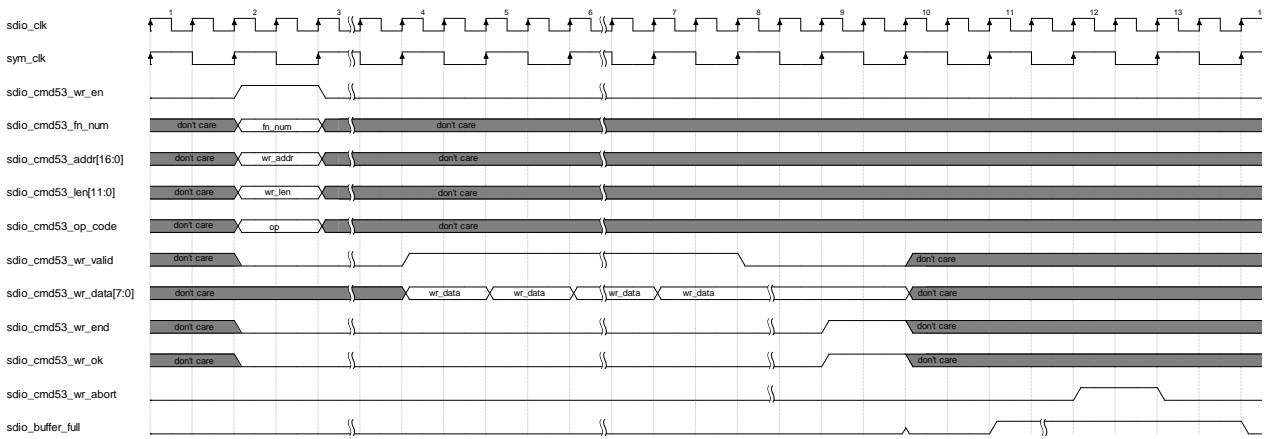 1 2 3 4 5 6 7 8 9 10 11 12 13
sdio_clk
sym_clk
sdio_cmd53_wr_en
sdio_cmd53_fn_num don't care fn_num don't care
sdio_cmd53_addr[16:0] don't care wr_addr don't care
sdio_cmd53_len[11:0] don't care wr_len don't care
sdio_cmd53_op_code don't care op don't care
sdio_cmd53_wr_valid don't care don't care
sdio_cmd53_wr_data[7:0] don't care wr_data wr_data wr_data wr_data don't care
sdio_cmd53_wr_end don't care don't care
sdio_cmd53_wr_ok don't care don't care
sdio_cmd53_wr_abort
sdio_buffer_full